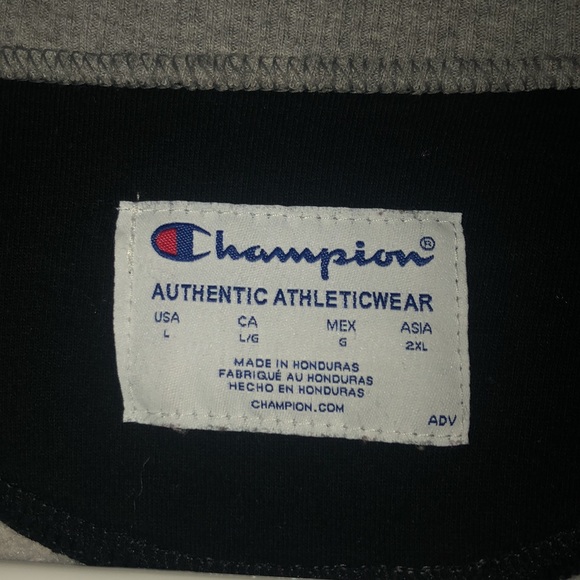 Champion®
AUTHENTIC ATHLETICWEAR
USA CA MEX ASIA
L L/G G 2XL
MADE IN HONDURAS
FABRIQUÉ AU HONDURAS
HECHO EN HONDURAS
CHAMPION.COM
ADV